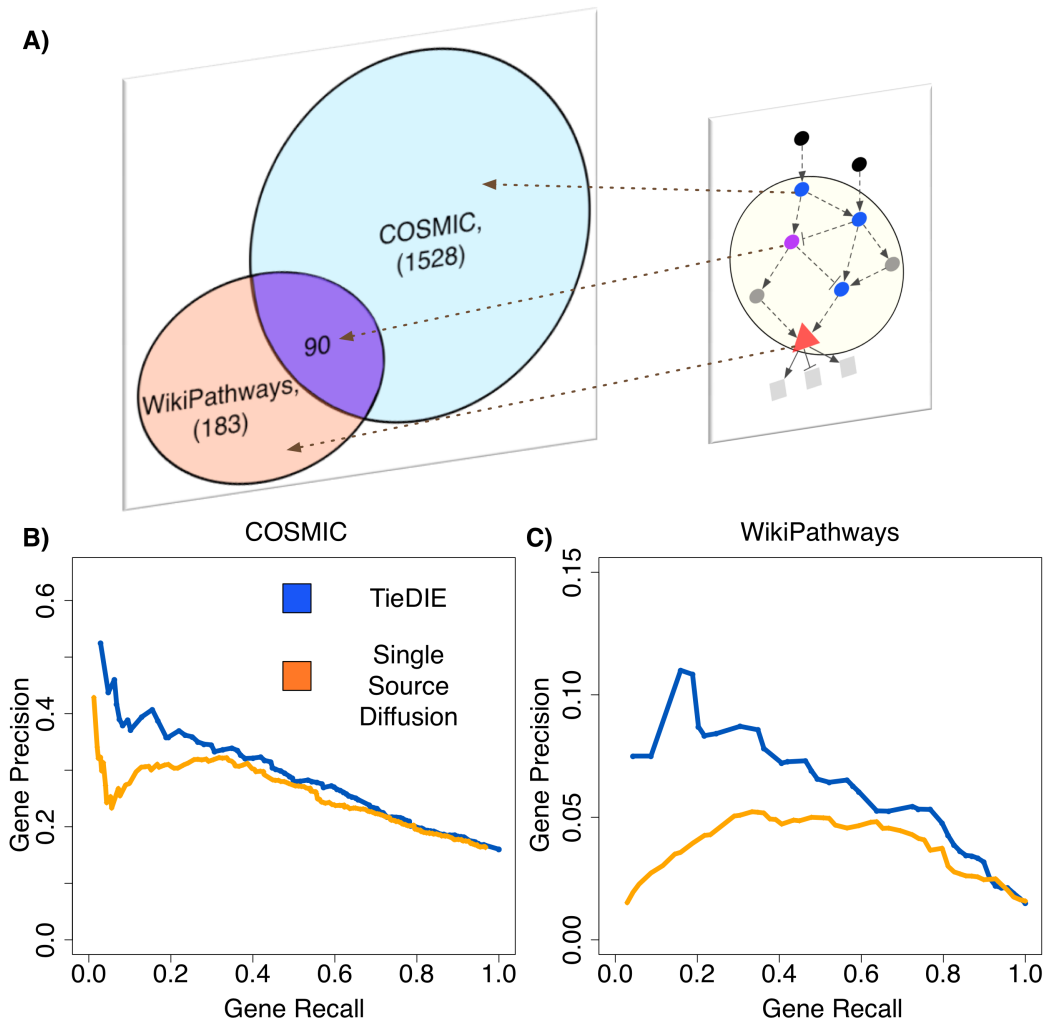 A)
COSMIC,
(1528)
90
WikiPathways,
(183)
B)
COSMIC
Gene Precision
0.6
0.4
0.2
0.0
TieDIE
Single
Source
Diffusion
0.0 0.2 0.4 0.6 0.8 1.0
Gene Recall
C)
WikiPathways
Gene Precision
0.15
0.10
0.05
0.00
0.0 0.2 0.4 0.6 0.8 1.0
Gene Recall